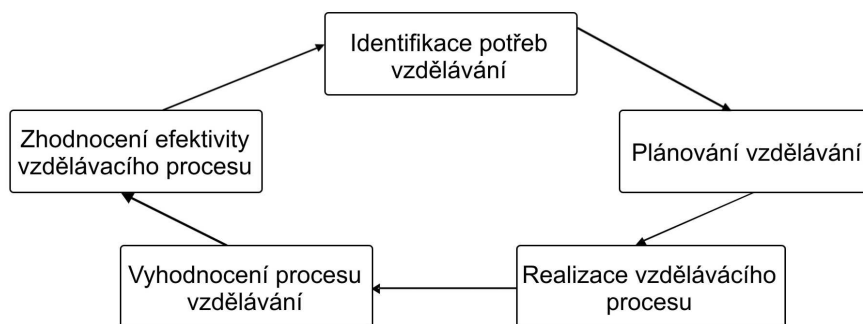 Identifikace potřeb
vzdělávání
Plánování vzdělávání
Realizace vzdělávácího
procesu
Vyhodnocení procesu
vzdělávání
Zhodnocení efektivity
vzdělávacího procesu